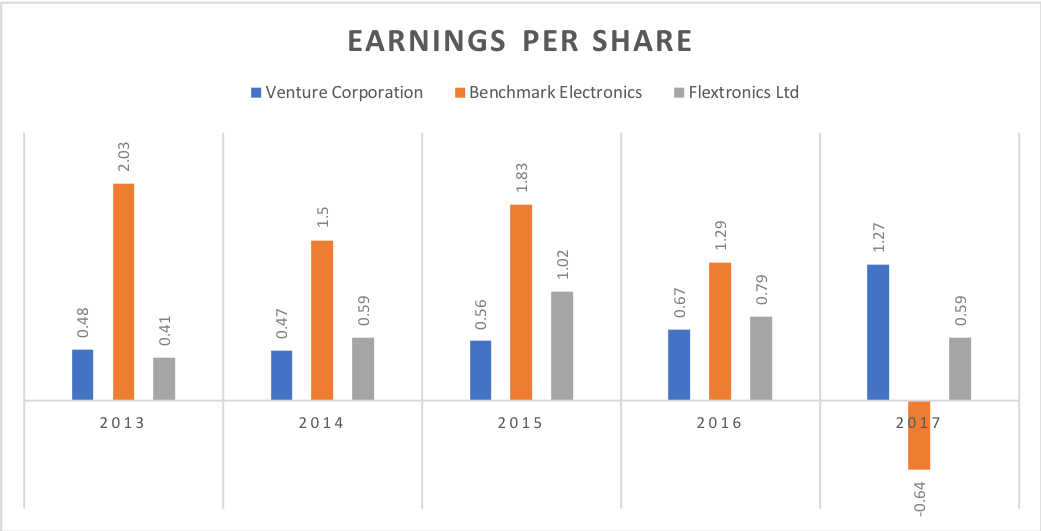 EARNINGS PER SHARE
Venture Corporation Benchmark Electronics Flextronics Ltd
0.48 2.03 0.41
0.47 1.5 0.59
0.56 1.83 1.02
0.67 1.29 0.79
1.27 -0.64 0.59
2013 2014 2015 2016 2017